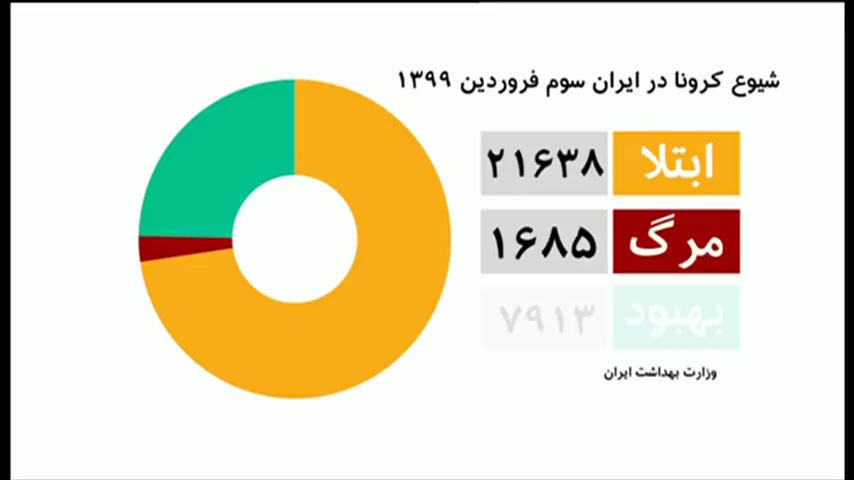 شیوع کرونا در ایران سوم فروردین ۱۳۹۹
ابتلا ۲۱۶۳۸
مرگ ۱۶۸۵
بهبود ۷۹۱۳
وزارت بهداشت ایران